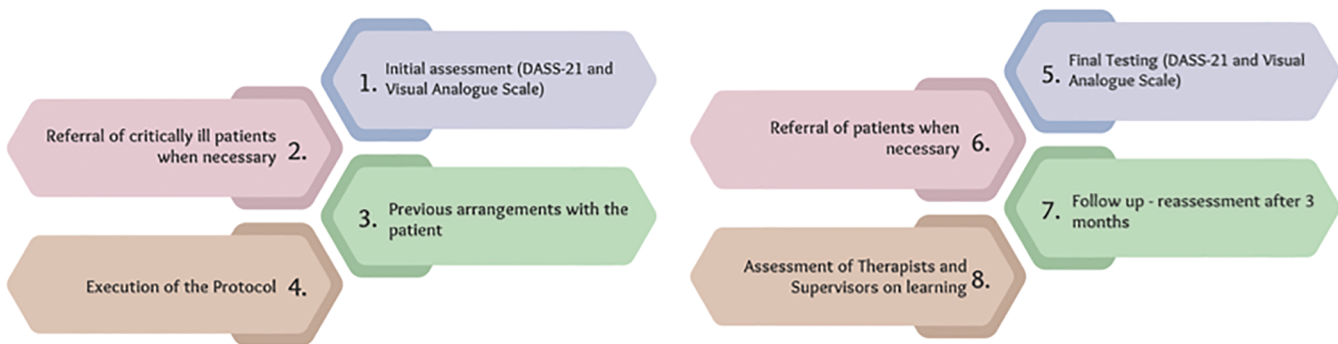 1. Initial assessment (DASS-21 and
Visual Analogue Scale)
Referral of critically ill patients
when necessary 2.
3. Previous arrangements with the
patient
Execution of the Protocol 4.
5. Final Testing (DASS-21 and Visual
Analogue Scale)
Referral of patients when
necessary 6.
7. Follow up - reassessment after 3
months
Assessment of Therapists and
Supervisors on learning 8.